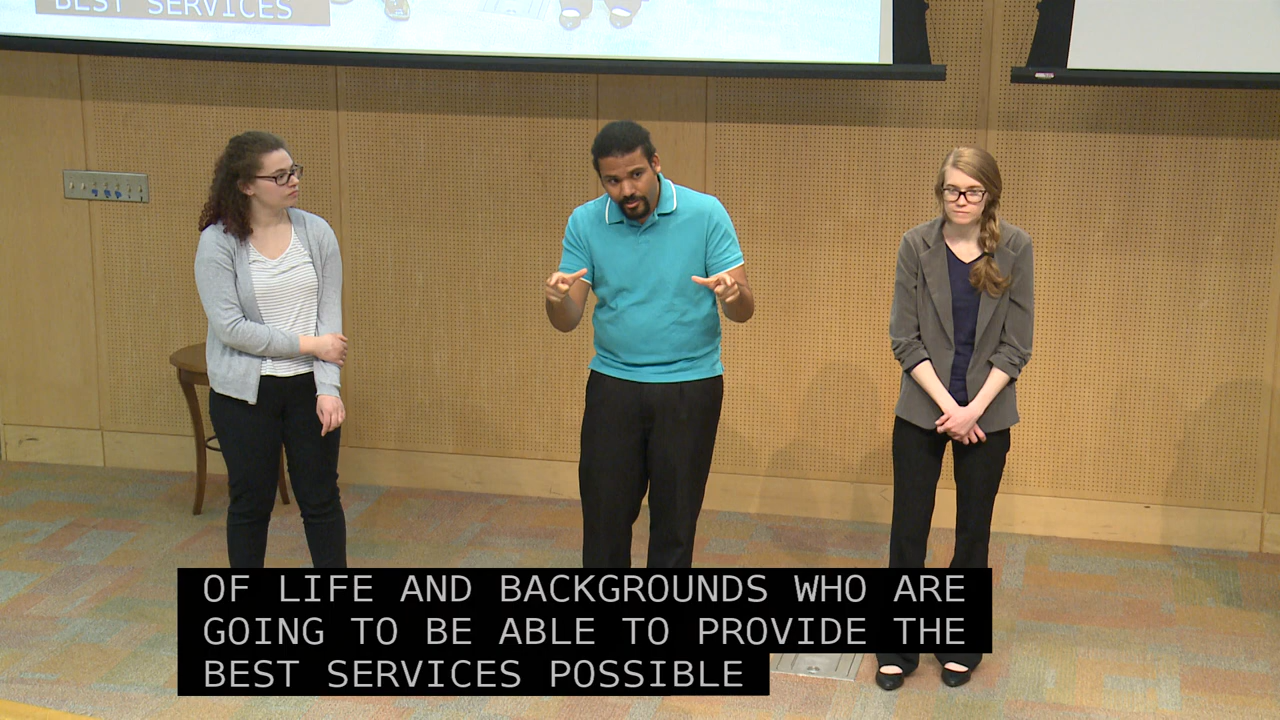 BEST SERVICES
OF LIFE AND BACKGROUNDS WHO ARE
GOING TO BE ABLE TO PROVIDE THE
BEST SERVICES POSSIBLE